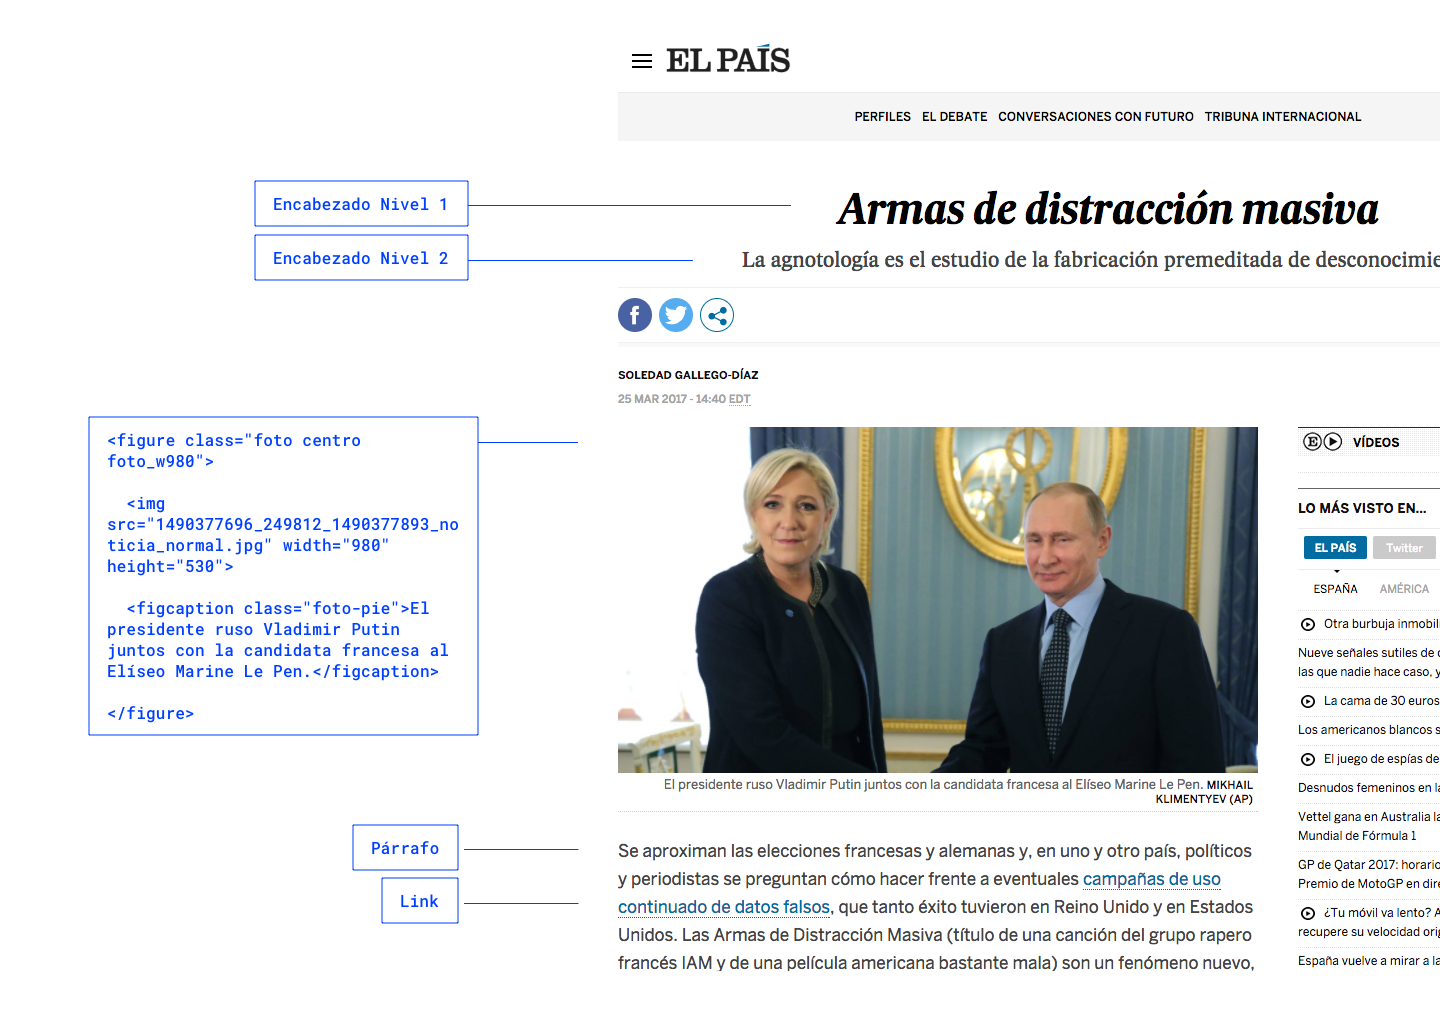 EL PAÍS
PERFILES EL DEBATE CONVERSACIONES CON FUTURO TRIBUNA INTERNACIONAL
Encabezado Nivel 1
Armas de distracción masiva
Encabezado Nivel 2
La agnotología es el estudio de la fabricación premeditada de desconocimie
SOLEDAD GALLEGO-DÍAZ
25 MAR 2017 - 14:40 EDT
<figure class="foto centro
foto_w980">
<img
src="1490377696_249812_1490377893_no
ticia_normal.jpg" width="980"
height="530">
<figcaption class="foto-pie">El
presidente ruso Vladimir Putin
juntos con la candidata francesa al
Elíseo Marine Le Pen.</figcaption>
</figure>
El presidente ruso Vladimir Putin juntos con la candidata francesa al Elíseo Marine Le Pen. MIKHAIL
KLIMENTYEV (AP)
Párrafo
Link
Se aproximan las elecciones francesas y alemanas y, en uno y otro país, políticos
y periodistas se preguntan cómo hacer frente a eventuales campañas de uso
continuado de datos falsos, que tanto éxito tuvieron en Reino Unido y en Estados
Unidos. Las Armas de Distracción Masiva (título de una canción del grupo rapero
francés IAM y de una película americana bastante mala) son un fenómeno nuevo,
VÍDEOS
LO MÁS VISTO EN...
EL PAÍS Twitter
ESPAÑA AMÉRICA
Otra burbuja inmobili
Nueve señales sutiles de
las que nadie hace caso, y
La cama de 30 euros
Los americanos blancos s
El juego de espías de
Desnudos femeninos en la
Vettel gana en Australia la
Mundial de Fórmula 1
GP de Qatar 2017: horario
Premio de MotoGP en dire
¿Tu móvil va lento? A
recupere su velocidad orig
España vuelve a mirar a la